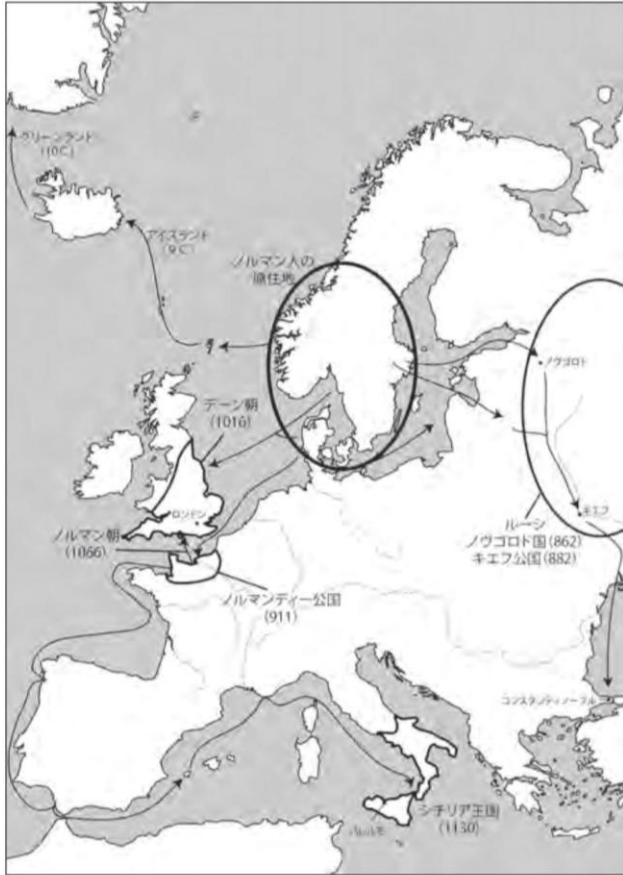 グリーンランド
(10C)
アイスランド
(9C)
ノルマン人の
原住地
ノヴゴロド
デーン朝
(1016)
ロンドン
キエフ
ルーシ
ノヴゴロド国(862)
キエフ公国(882)
ノルマン朝
(1066)
ノルマンディー公国
(911)
コンスタンティノープル
シチリア王国
(1130)
パレルモ